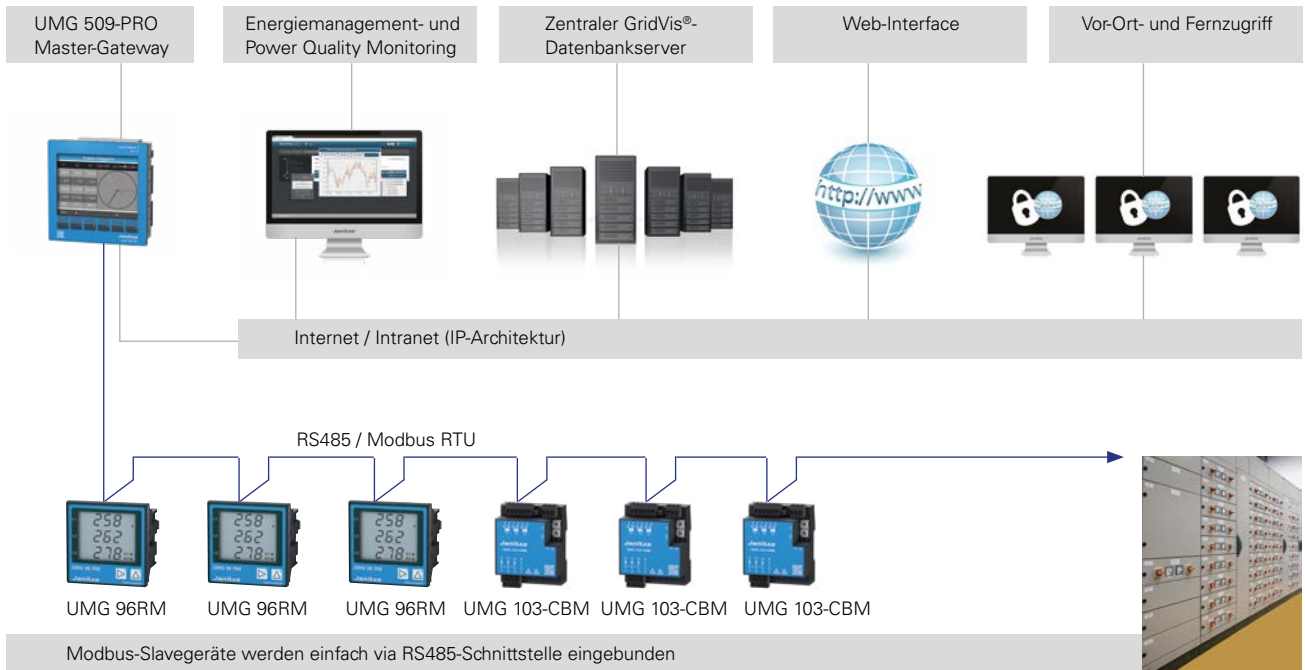 UMG 509-PRO
Master-Gateway
Energiemanagement- und
Power Quality Monitoring
Zentraler GridVis®-
Datenbankserver
Web-Interface
Vor-Ort- und Fernzugriff
http://www
Internet / Intranet (IP-Architektur)
RS485 / Modbus RTU
258
262
278
258
262
278
258
262
278
Janitza
Janitza
Janitza
UMG 96RM
UMG 96RM
UMG 96RM
UMG 103-CBM
UMG 103-CBM
UMG 103-CBM
Modbus-Slavegeräte werden einfach via RS485-Schnittstelle eingebunden